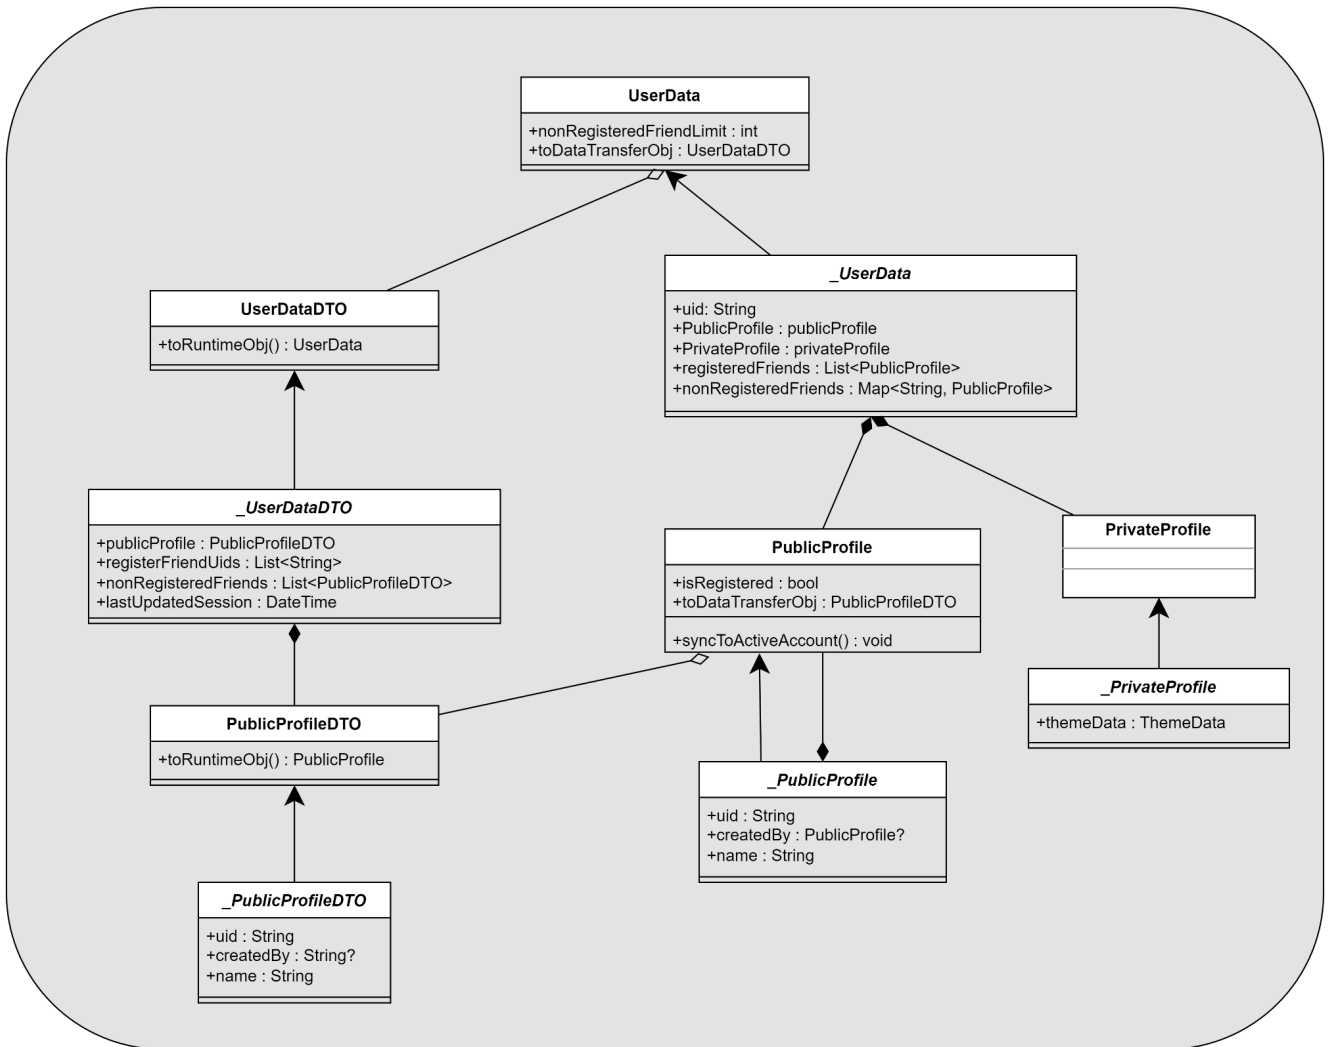 UserData
+nonRegisteredFriendLimit : int
+toDataTransferObj : UserDataDTO
UserDataDTO
+toRuntimeObj() : UserData
_UserData
+uid: String
+PublicProfile : publicProfile
+PrivateProfile : privateProfile
+registeredFriends : List<PublicProfile>
+nonRegisteredFriends : Map<String, PublicProfile>
_UserDataDTO
+publicProfile : PublicProfileDTO
+registerFriendUids : List<String>
+nonRegisteredFriends : List<PublicProfileDTO>
+lastUpdatedSession : DateTime
PublicProfile
+isRegistered : bool
+toDataTransferObj : PublicProfileDTO
+syncToActiveAccount() : void
PrivateProfile
_PrivateProfile
+themeData : ThemeData
PublicProfileDTO
+toRuntimeObj() : PublicProfile
_PublicProfile
+uid : String
+createdBy : PublicProfile?
+name : String
_PublicProfileDTO
+uid : String
+createdBy : String?
+name : String